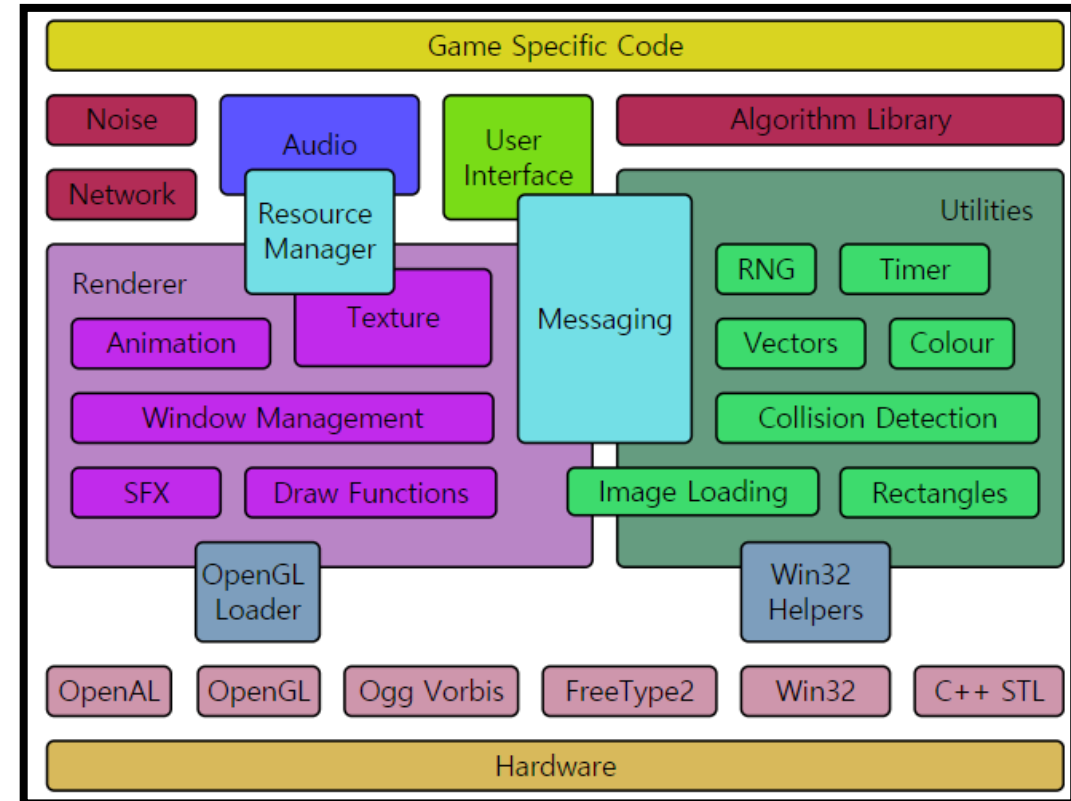 Game Specific Code
Noise
Audio
User
Interface
Algorithm Library
Network
Resource
Manager
Utilities
Renderer
Texture
Messaging
RNG
Timer
Animation
Vectors
Colour
Window Management
Collision Detection
SFX
Draw Functions
Image Loading
Rectangles
OpenGL
Loader
Win32
Helpers
OpenAL
OpenGL
Ogg Vorbis
FreeType2
Win32
C++ STL
Hardware